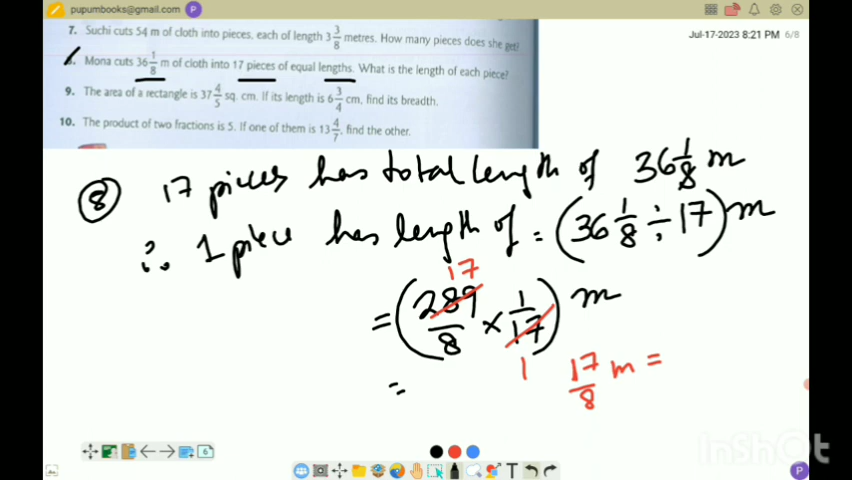 pupumbooks@gmail.com P
Jul-17-2023 8:21 PM 6/8
7. Suchi cuts 54 m of cloth into pieces, each of length 3 3/8 metres. How many pieces does she get?
8. Mona cuts 36 1/8 m of cloth into 17 pieces of equal lengths. What is the length of each piece?
9. The area of a rectangle is 37 4/5 sq. cm. If its length is 6 3/4 cm, find its breadth.
10. The product of two fractions is 5. If one of them is 13 4/7, find the other.
⑧ 17 pieces has total length of 36 1/8 m
∴ 1 piece has length of = (36 1/8 ÷ 17) m
17
= (289/8 × 1/17) m
1 17/8 m =
=
6
T
InShOt
P